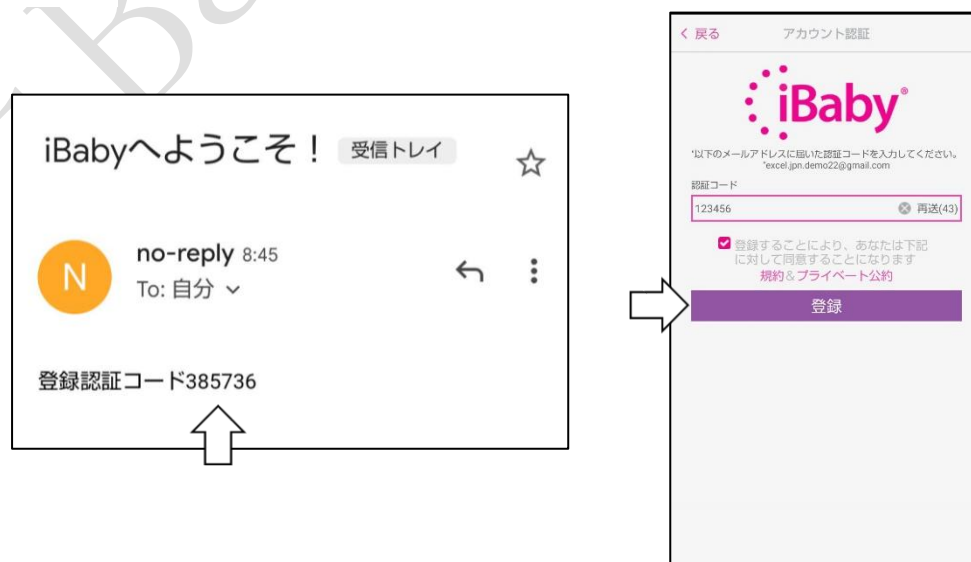 iBabyへようこそ！ 受信トレイ
N
no-reply 8:45
To: 自分
登録認証コード385736
戻る アカウント認証
iBaby®
*以下のメールアドレスに届いた認証コードを入力してください。
*excel.jpn.demo22@gmail.com
認証コード
123456 再送(43)
登録することにより、あなたは下記
に対して同意することになります
規約&プライベート公約
登録